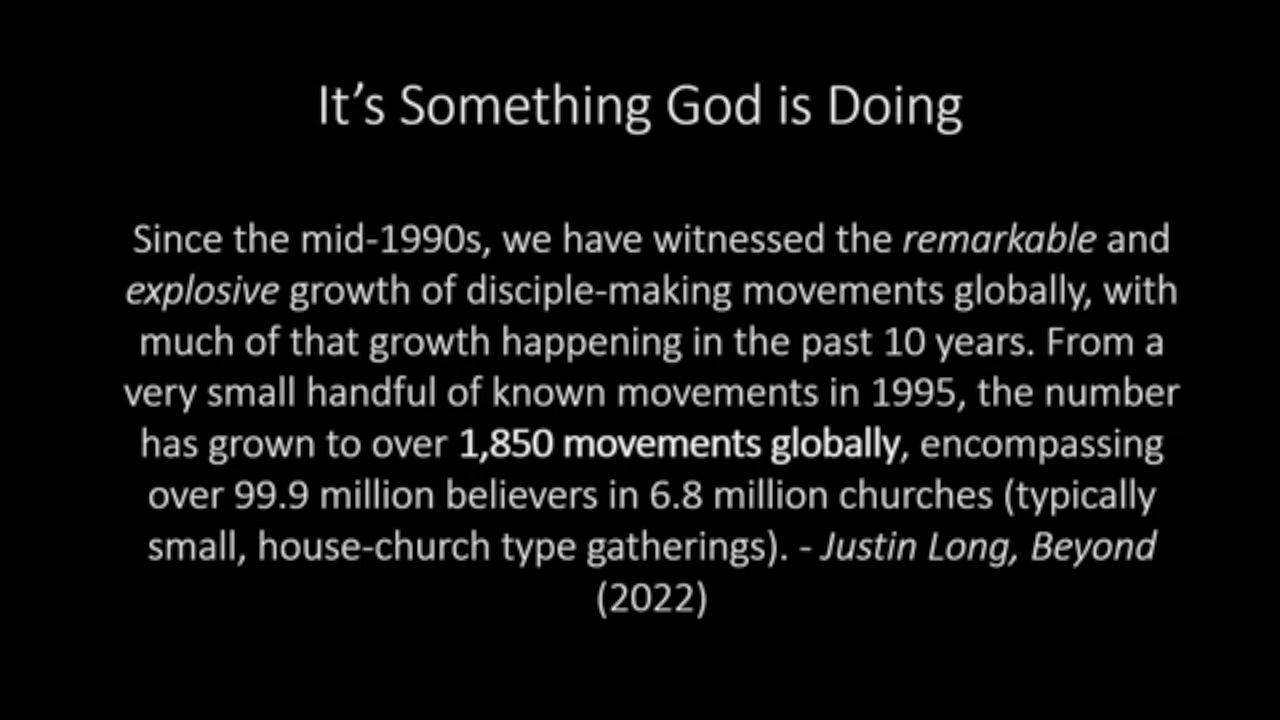 It’s Something God is Doing
Since the mid-1990s, we have witnessed the remarkable and
explosive growth of disciple-making movements globally, with
much of that growth happening in the past 10 years. From a
very small handful of known movements in 1995, the number
has grown to over 1,850 movements globally, encompassing
over 99.9 million believers in 6.8 million churches (typically
small, house-church type gatherings). - Justin Long, Beyond
(2022)